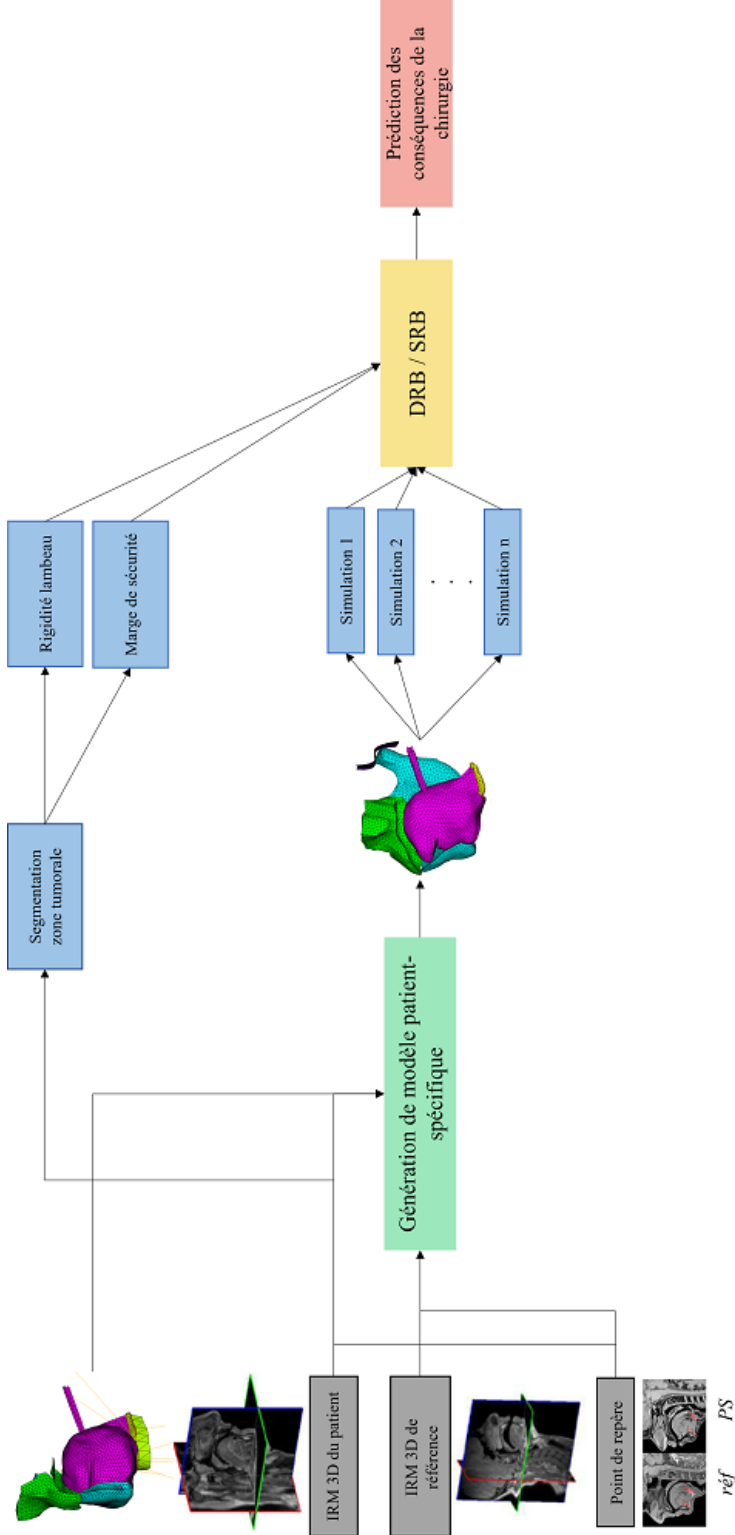 Segmentation
zone tumorale
Rigidité lambeau
Marge de sécurité
IRM 3D du patient
IRM 3D de
référence
Point de repère
réf
PS
Génération de modèle patient-
spécifique
Simulation 1
Simulation 2
. . .
Simulation n
DRB / SRB
Prédiction des
conséquences de la
chirurgie